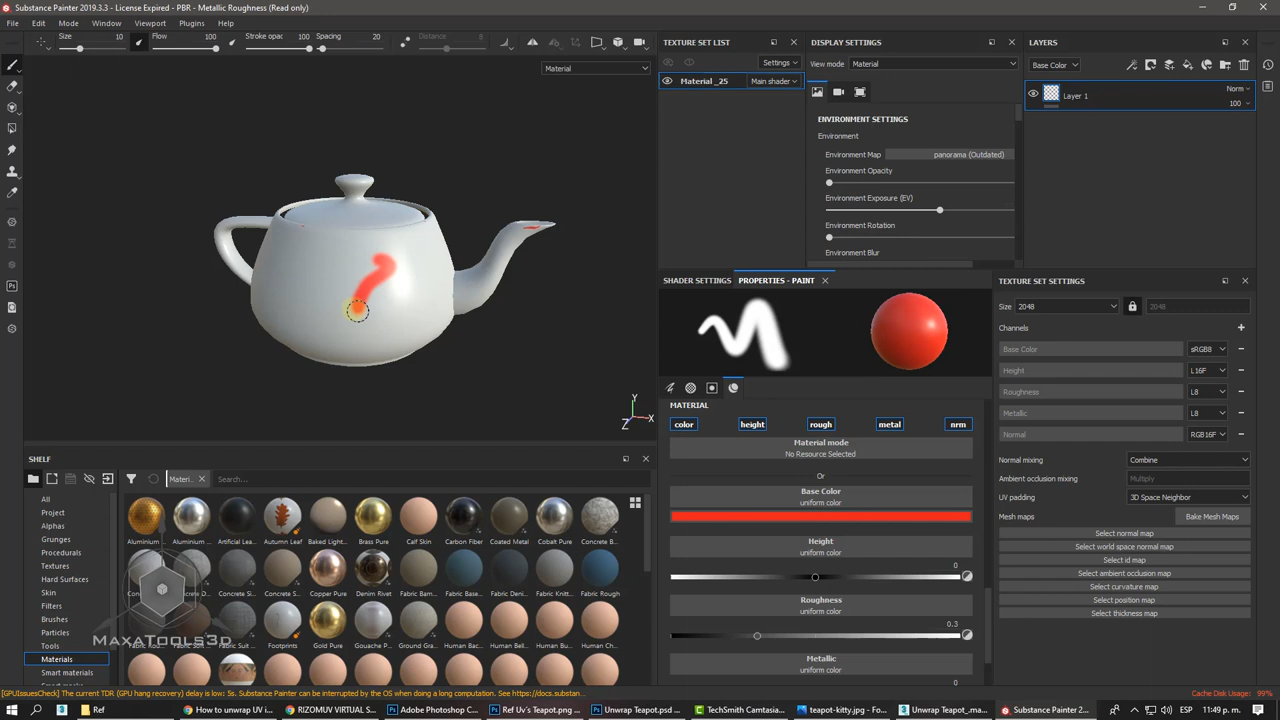 Substance Painter 2019.3.3 - License Expired - PBR - Metallic Roughness (Read only)
File Edit Mode Window Viewport Plugins Help
Size 10 Flow 100 Stroke opacity 100 Spacing 20 Distance 8
Material
TEXTURE SET LIST
Settings
Material_25 Main shader
DISPLAY SETTINGS
View mode Material
ENVIRONMENT SETTINGS
Environment
Environment Map panorama (Outdated)
Environment Opacity
Environment Exposure (EV)
Environment Rotation
Environment Blur
LAYERS
Base Color
Layer 1 Norm
100
SHADER SETTINGS PROPERTIES - PAINT
MATERIAL
color height rough metal nrm
Material mode
No Resource Selected
Or
Base Color
uniform color
Height
uniform color
0
Roughness
uniform color
0.3
Metallic
uniform color
0
TEXTURE SET SETTINGS
Size 2048 2048
Channels
Base Color sRGB8
Height L16F
Roughness L8
Metallic L8
Normal RGB16F
Normal mixing Combine
Ambient occlusion mixing Multiply
UV padding 3D Space Neighbor
Mesh maps Bake Mesh Maps
Select normal map
Select world space normal map
Select id map
Select ambient occlusion map
Select curvature map
Select position map
Select thickness map
Y
X
Z
SHELF
Materi... Search...
All
Project
Alphas
Grunges
Procedurals
Textures
Hard Surfaces
Skin
Filters
Brushes
Particles
Tools
Materials
Smart materials
Aluminium ... Aluminium ... Artificial Lea... Autumn Leaf Baked Light... Brass Pure Calf Skin Carbon Fiber Coated Metal Cobalt Pure Concrete B...
Concrete S... Copper Pure Denim Rivet Fabric Bam... Fabric Base... Fabric Deni... Fabric Knitt... Fabric Rough
Fabric Suit ... Footprints Gold Pure Gouache P... Ground Gra... Human Bac... Human Bell... Human Che...
MAXATOOLS3D
[GPUIssuesCheck] The current TDR (GPU hang recovery) delay is low: 5s. Substance Painter can be interrupted by the OS when doing a long computation. See https://docs.substan...
Cache Disk Usage: 99%
Ref How to unwrap UV i... RIZOMUV VIRTUAL S... Adobe Photoshop C... Ref Uv´s Teapot.png ... Unwrap Teapot.psd ... TechSmith Camtasia... teapot-kitty.jpg - Fo... Unwrap Teapot_.ma... Substance Painter 2... ESP 11:49 p. m.